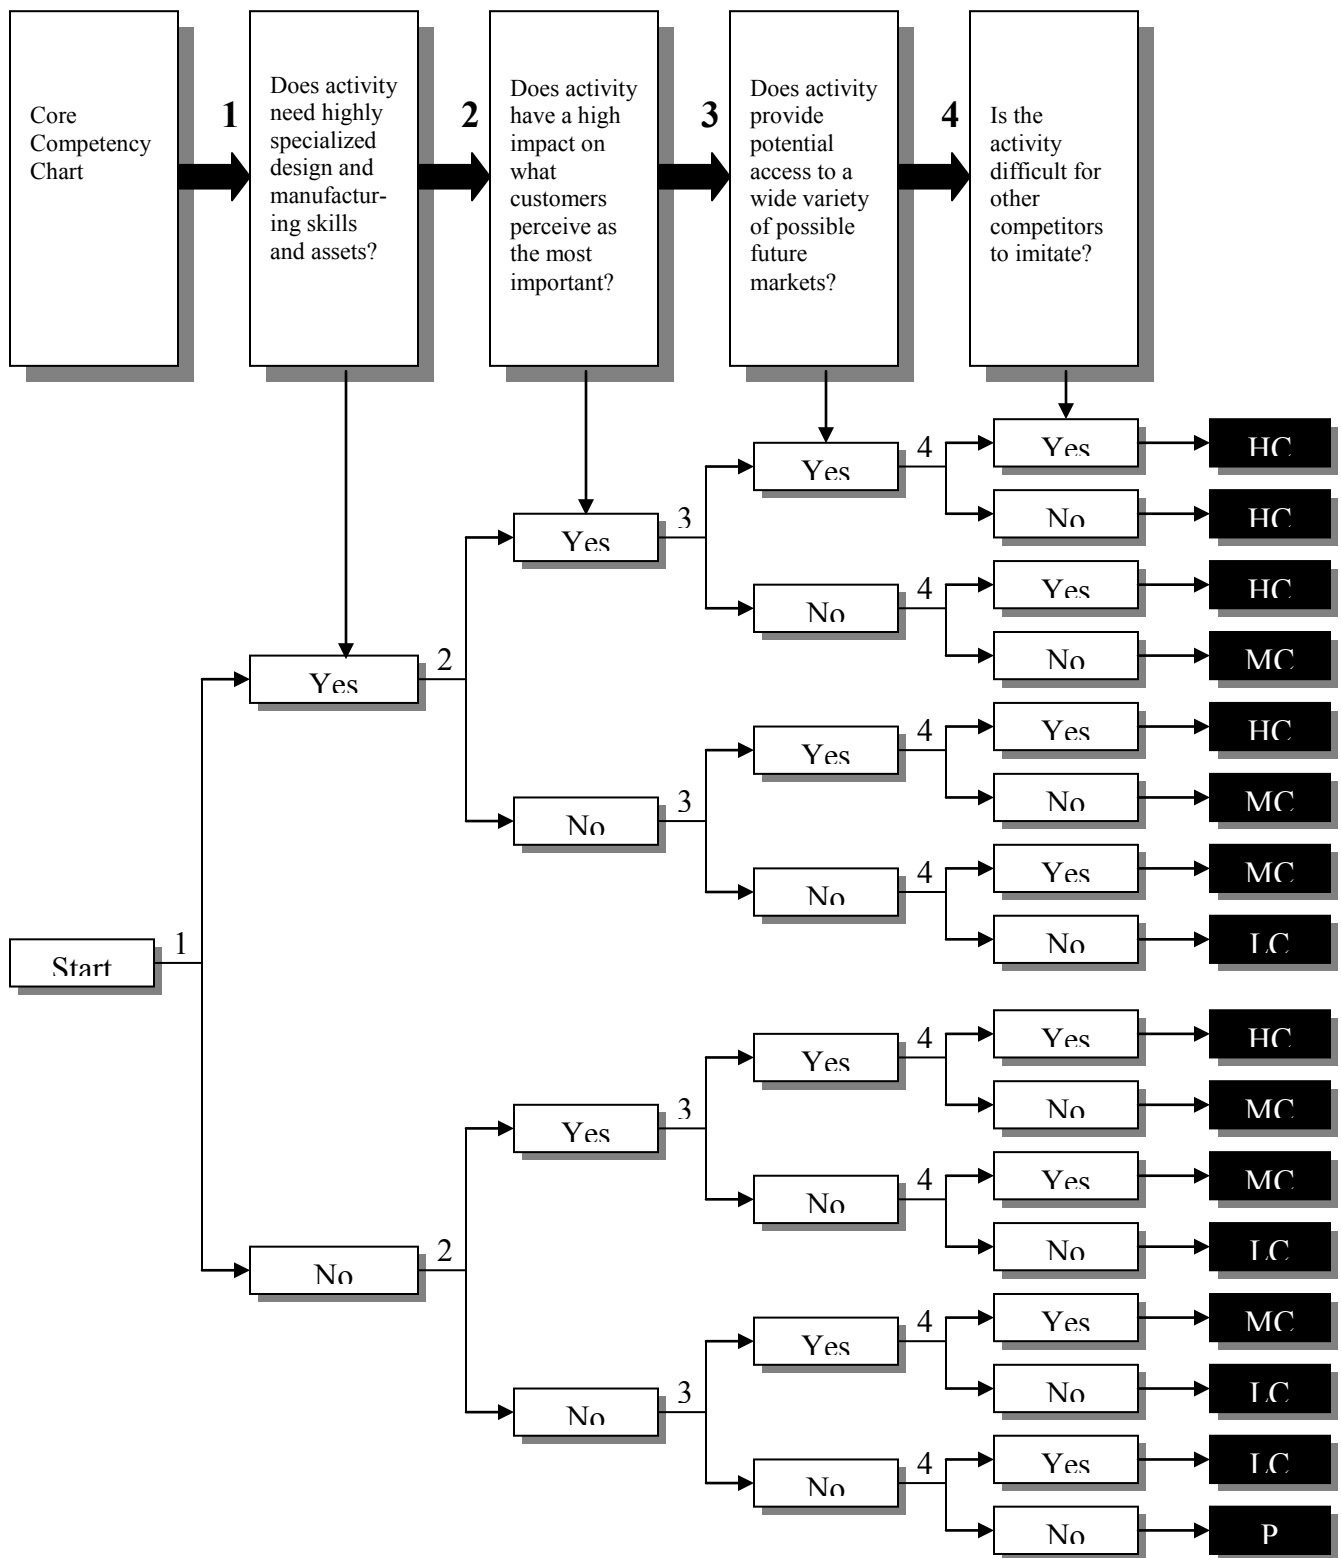 Core
Competency
Chart
1
Does activity
need highly
specialized
design and
manufactur-
ing skills
and assets?
2
Does activity
have a high
impact on
what
customers
perceive as
the most
important?
3
Does activity
provide
potential
access to a
wide variety
of possible
future
markets?
4
Is the
activity
difficult for
other
competitors
to imitate?
Yes
HC
4
Yes
No
HC
3
Yes
Yes
HC
4
No
No
MC
2
Yes
Yes
HC
4
Yes
No
MC
3
No
Yes
MC
4
No
No
LC
1
Start
Yes
HC
4
Yes
No
MC
3
Yes
Yes
MC
4
No
No
LC
2
No
Yes
MC
4
Yes
No
LC
3
No
Yes
LC
4
No
No
P